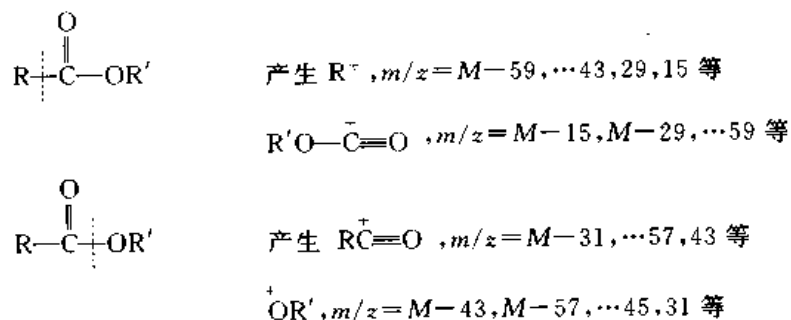 O
R—C—OR′ 产生 R⁺,m/z=M−59,…43,29,15 等
R′O—C⁺≡O ,m/z=M−15,M−29,…59 等
O
R—C—OR′ 产生 RC⁺≡O ,m/z=M−31,…57,43 等
⁺OR′,m/z=M−43,M−57,…45,31 等